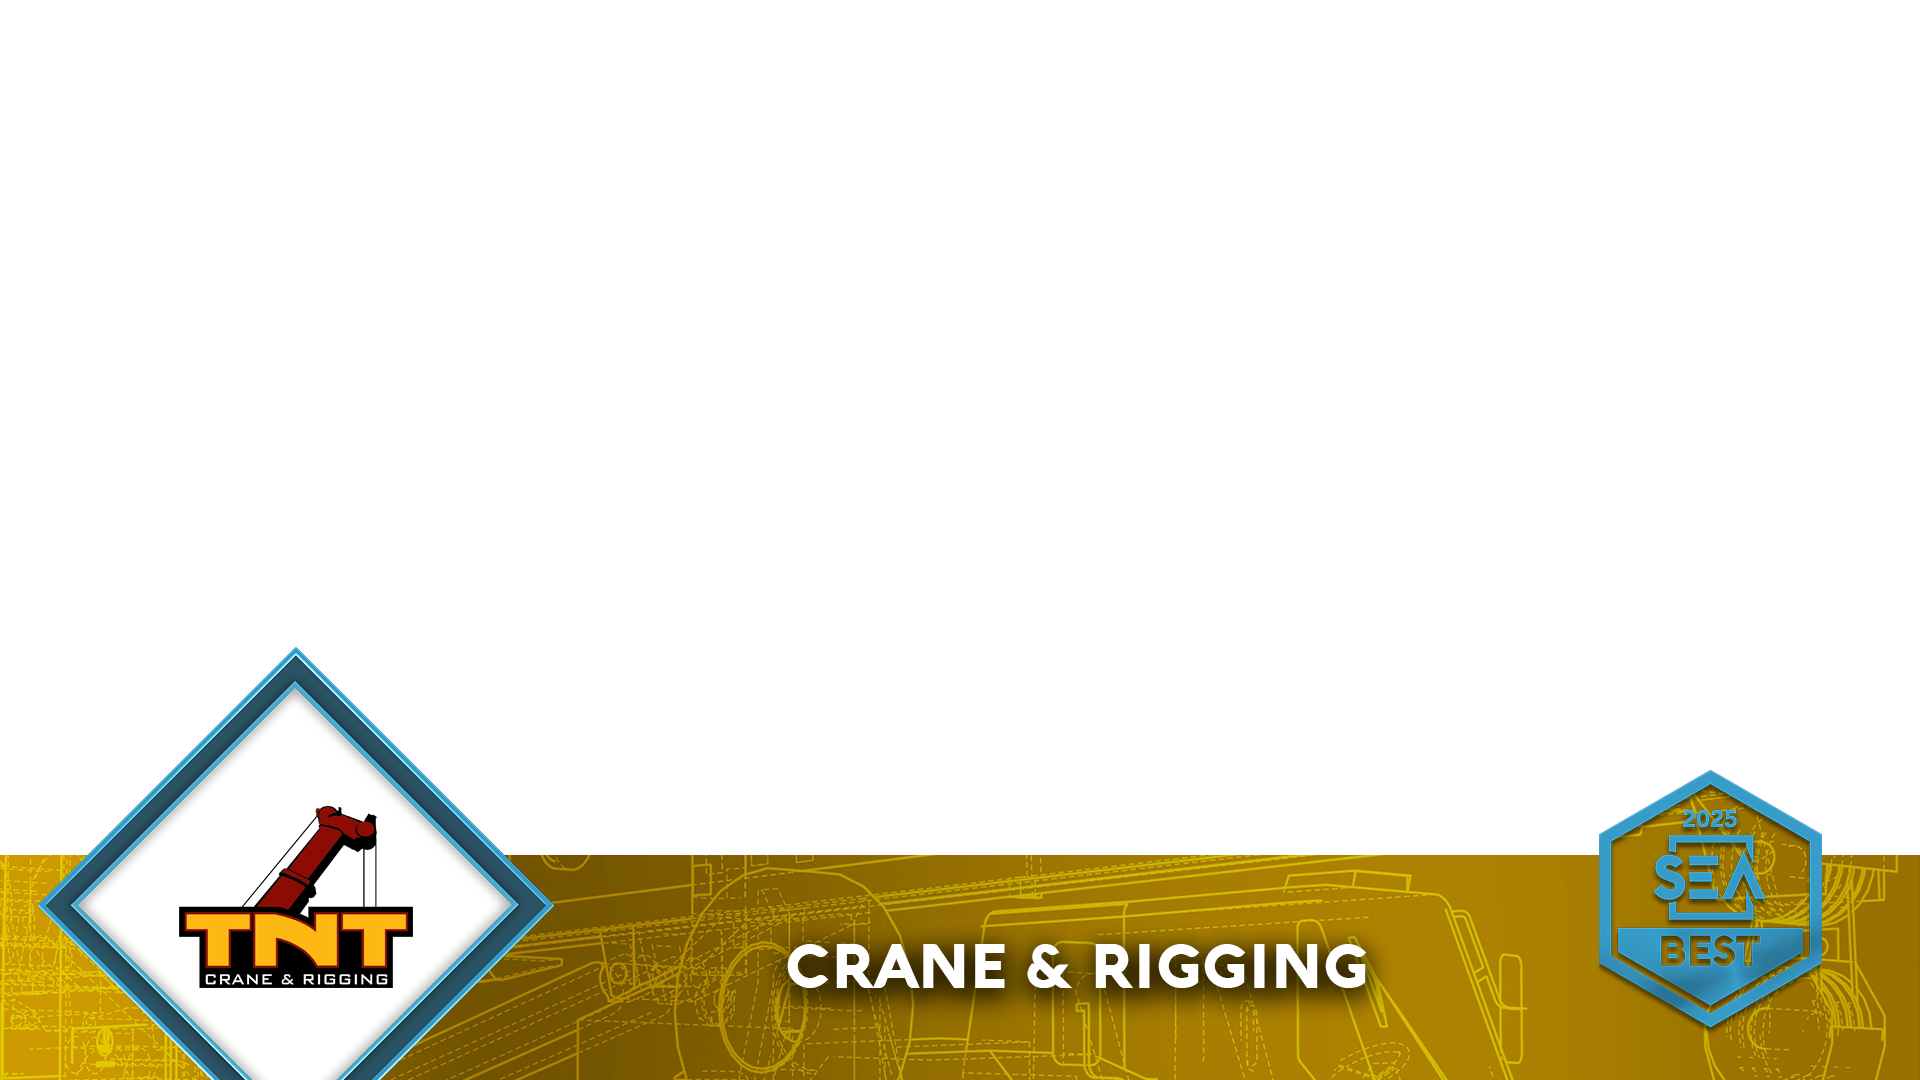 TNT
CRANE & RIGGING
CRANE & RIGGING
2025
SEA
BEST